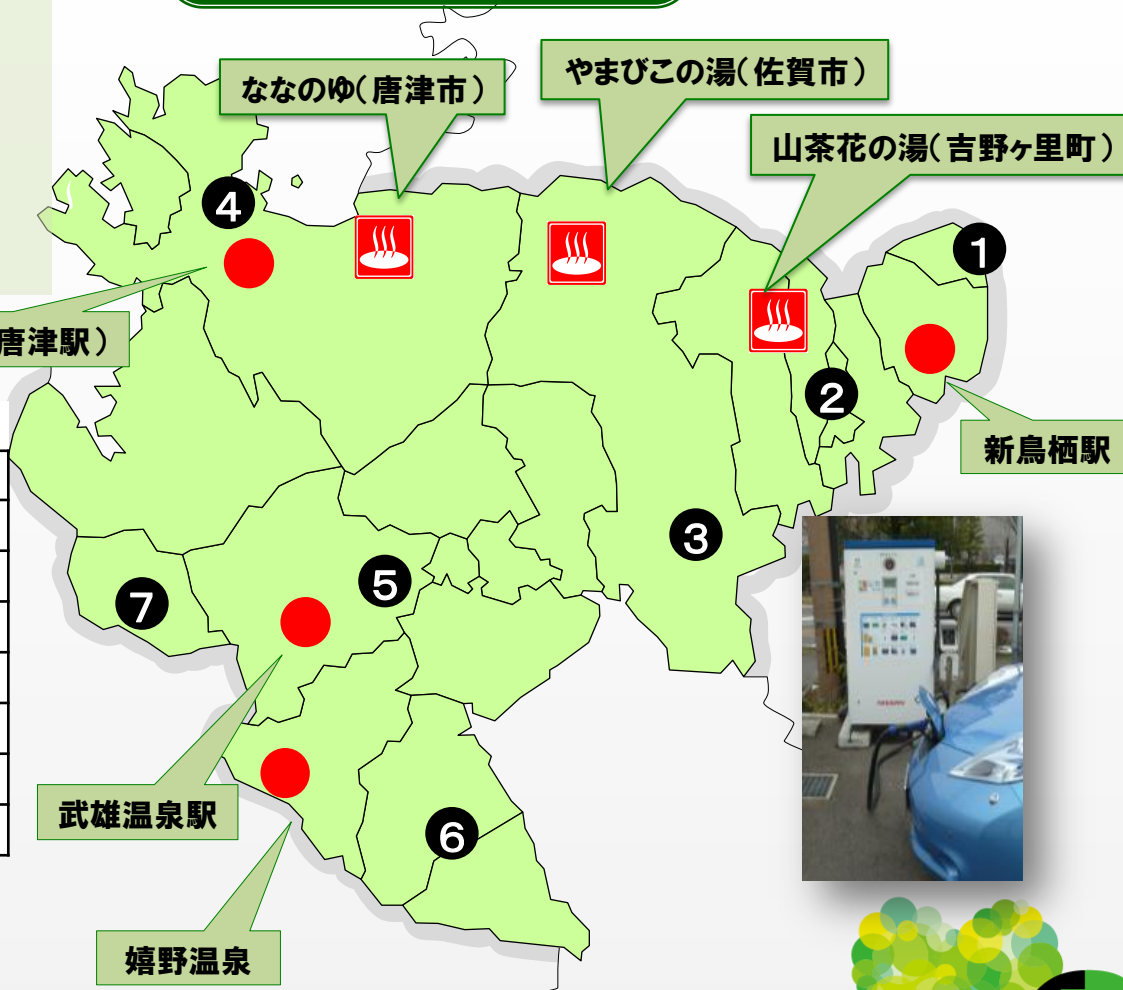 ななのゆ(唐津市)
やまびこの湯(佐賀市)
山茶花の湯(吉野ヶ里町)
4
1
唐津駅)
2
新鳥栖駅
3
5
7
武雄温泉駅
6
嬉野温泉